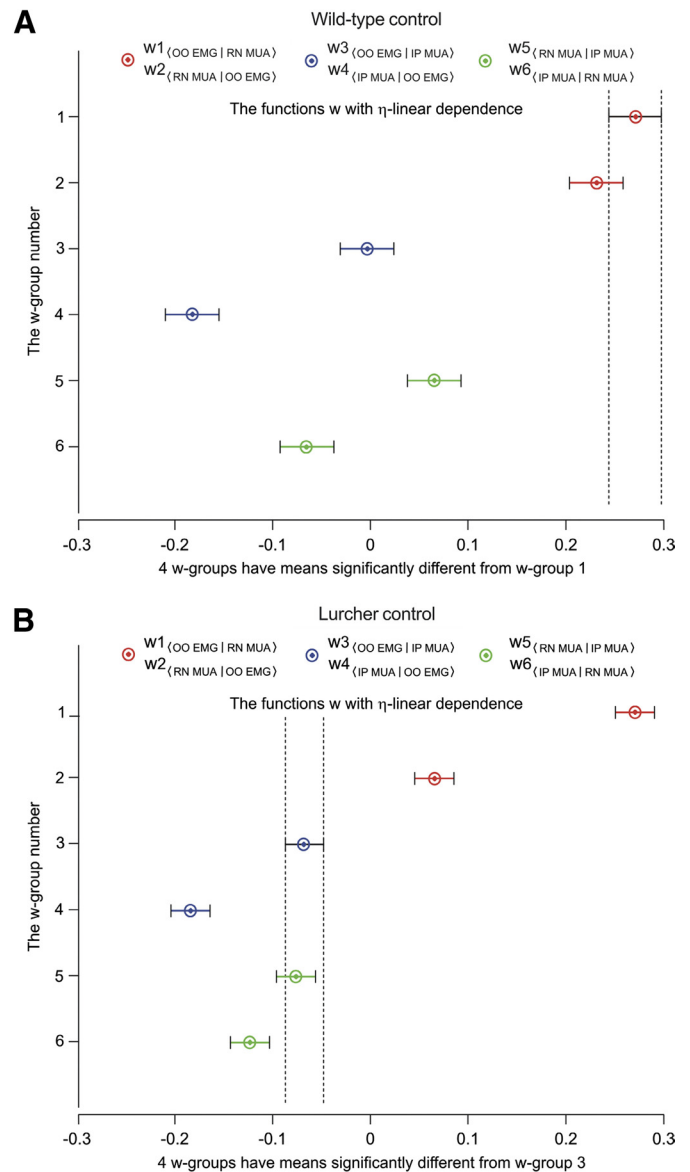 A
Wild-type control
w1⟨OO EMG | RN MUA⟩ w3⟨OO EMG | IP MUA⟩ w5⟨RN MUA | IP MUA⟩
w2⟨RN MUA | OO EMG⟩ w4⟨IP MUA | OO EMG⟩ w6⟨IP MUA | RN MUA⟩
The functions w with η-linear dependence
The w-group number
1
2
3
4
5
6
-0.3 -0.2 -0.1 0 0.1 0.2 0.3
4 w-groups have means significantly different from w-group 1
B
Lurcher control
w1⟨OO EMG | RN MUA⟩ w3⟨OO EMG | IP MUA⟩ w5⟨RN MUA | IP MUA⟩
w2⟨RN MUA | OO EMG⟩ w4⟨IP MUA | OO EMG⟩ w6⟨IP MUA | RN MUA⟩
The functions w with η-linear dependence
The w-group number
1
2
3
4
5
6
-0.3 -0.2 -0.1 0 0.1 0.2 0.3
4 w-groups have means significantly different from w-group 3